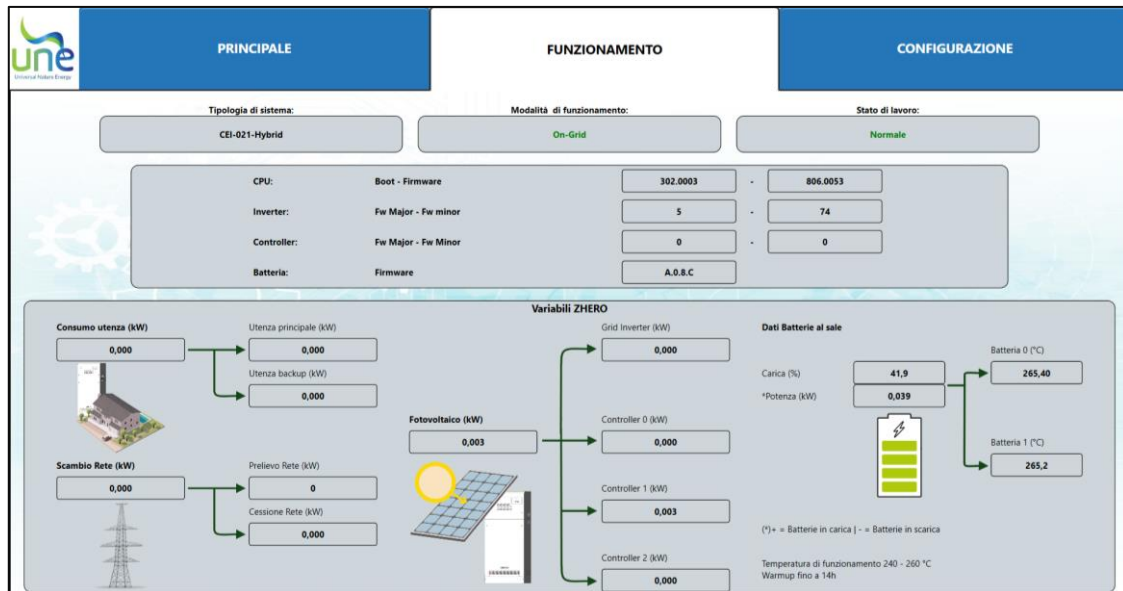 une
Universal Nature Energy
PRINCIPALE
FUNZIONAMENTO
CONFIGURAZIONE
Tipologia di sistema:
Modalità di funzionamento:
Stato di lavoro:
CEI-021-Hybrid
On-Grid
Normale
CPU: Boot - Firmware 302.0003 - 806.0053
Inverter: Fw Major - Fw minor 5 - 74
Controller: Fw Major - Fw Minor 0 - 0
Batteria: Firmware A.0.8.C
Variabili ZHERO
Consumo utenza (kW)
0,000
Utenza principale (kW)
0,000
Utenza backup (kW)
0,000
Scambio Rete (kW)
0,000
Prelievo Rete (kW)
0
Cessione Rete (kW)
0,000
Fotovoltaico (kW)
0,003
Grid Inverter (kW)
0,000
Controller 0 (kW)
0,000
Controller 1 (kW)
0,003
Controller 2 (kW)
0,000
Dati Batterie al sale
Carica (%) 41,9
*Potenza (kW) 0,039
Batteria 0 (°C)
265,40
Batteria 1 (°C)
265,2
(*)+ = Batterie in carica | - = Batterie in scarica
Temperatura di funzionamento 240 - 260 °C
Warmup fino a 14h